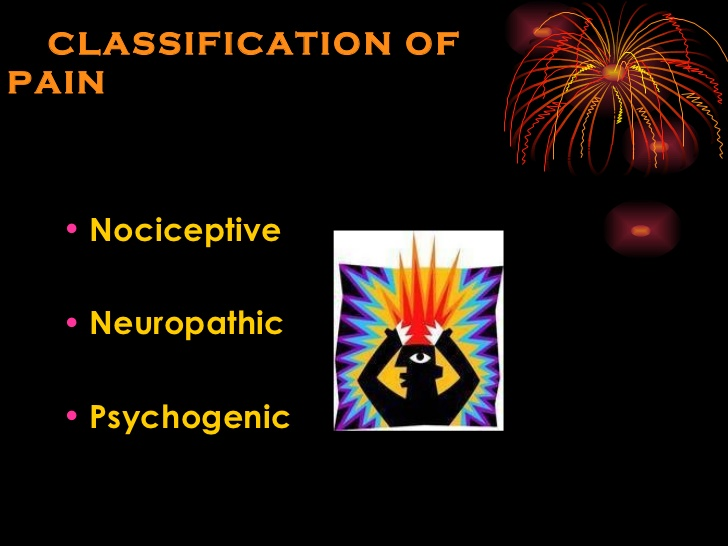 CLASSIFICATION OF
PAIN
• Nociceptive
• Neuropathic
• Psychogenic